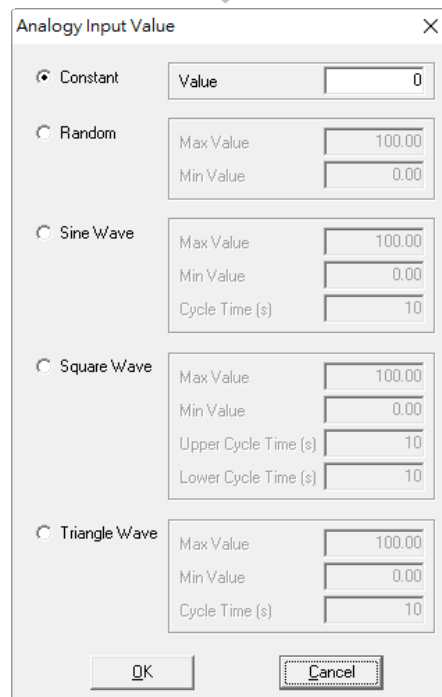 Analogy Input Value
Constant
Value 0
Random
Max Value 100.00
Min Value 0.00
Sine Wave
Max Value 100.00
Min Value 0.00
Cycle Time (s) 10
Square Wave
Max Value 100.00
Min Value 0.00
Upper Cycle Time (s) 10
Lower Cycle Time (s) 10
Triangle Wave
Max Value 100.00
Min Value 0.00
Cycle Time (s) 10
OK Cancel